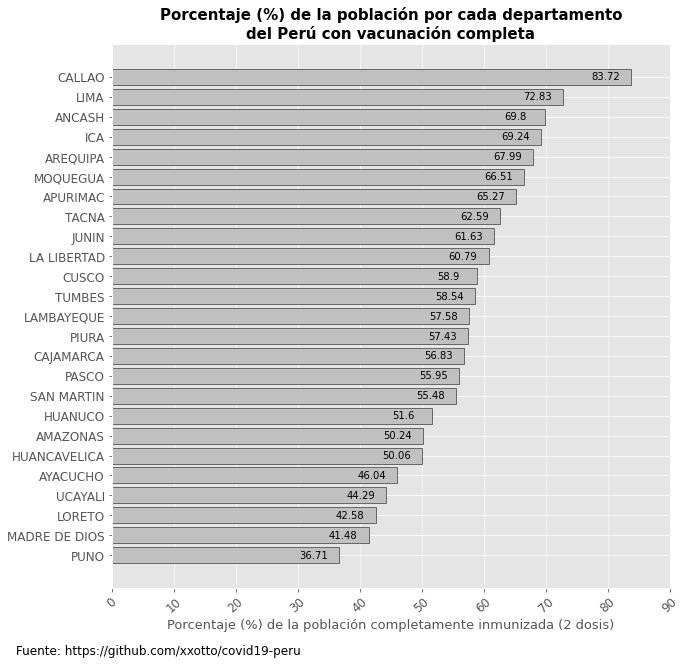 Porcentaje (%) de la población por cada departamento
del Perú con vacunación completa
CALLAO 83.72
LIMA 72.83
ANCASH 69.8
ICA 69.24
AREQUIPA 67.99
MOQUEGUA 66.51
APURIMAC 65.27
TACNA 62.59
JUNIN 61.63
LA LIBERTAD 60.79
CUSCO 58.9
TUMBES 58.54
LAMBAYEQUE 57.58
PIURA 57.43
CAJAMARCA 56.83
PASCO 55.95
SAN MARTIN 55.48
HUANUCO 51.6
AMAZONAS 50.24
HUANCAVELICA 50.06
AYACUCHO 46.04
UCAYALI 44.29
LORETO 42.58
MADRE DE DIOS 41.48
PUNO 36.71
0 10 20 30 40 50 60 70 80 90
Porcentaje (%) de la población completamente inmunizada (2 dosis)
Fuente: https://github.com/xxotto/covid19-peru